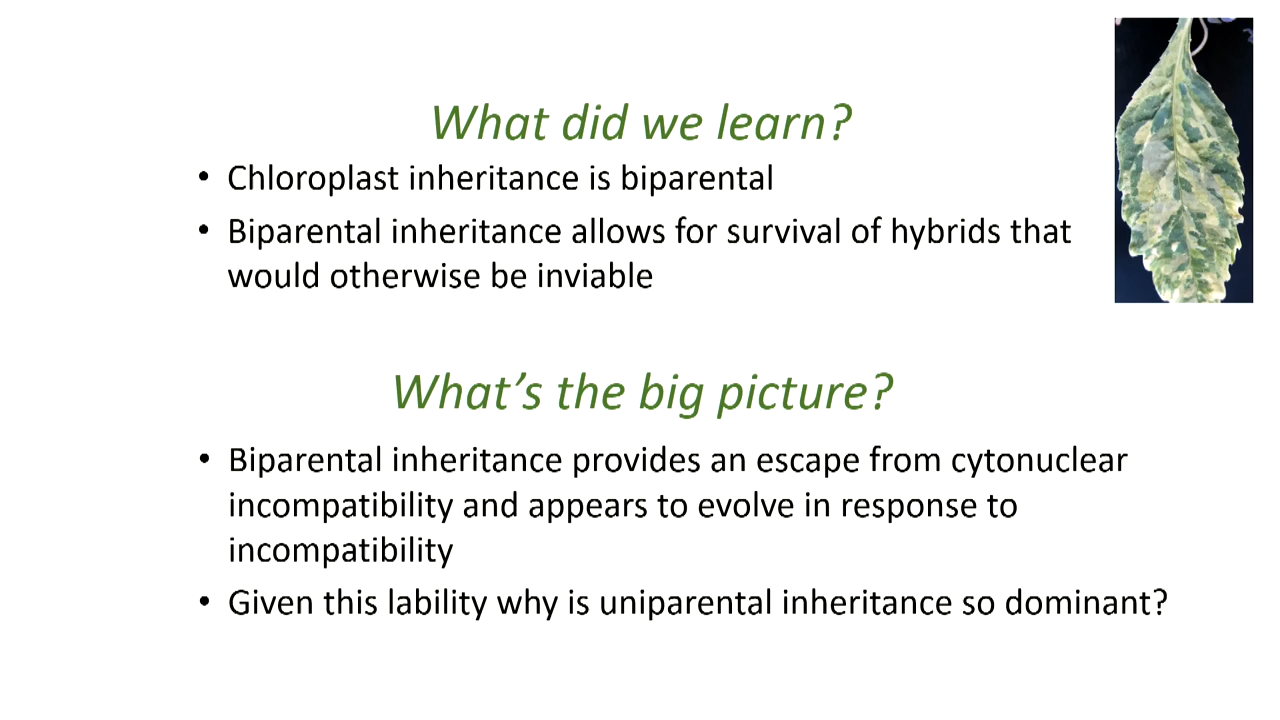 What did we learn?
• Chloroplast inheritance is biparental
• Biparental inheritance allows for survival of hybrids that
would otherwise be inviable
What’s the big picture?
• Biparental inheritance provides an escape from cytonuclear
incompatibility and appears to evolve in response to
incompatibility
• Given this lability why is uniparental inheritance so dominant?